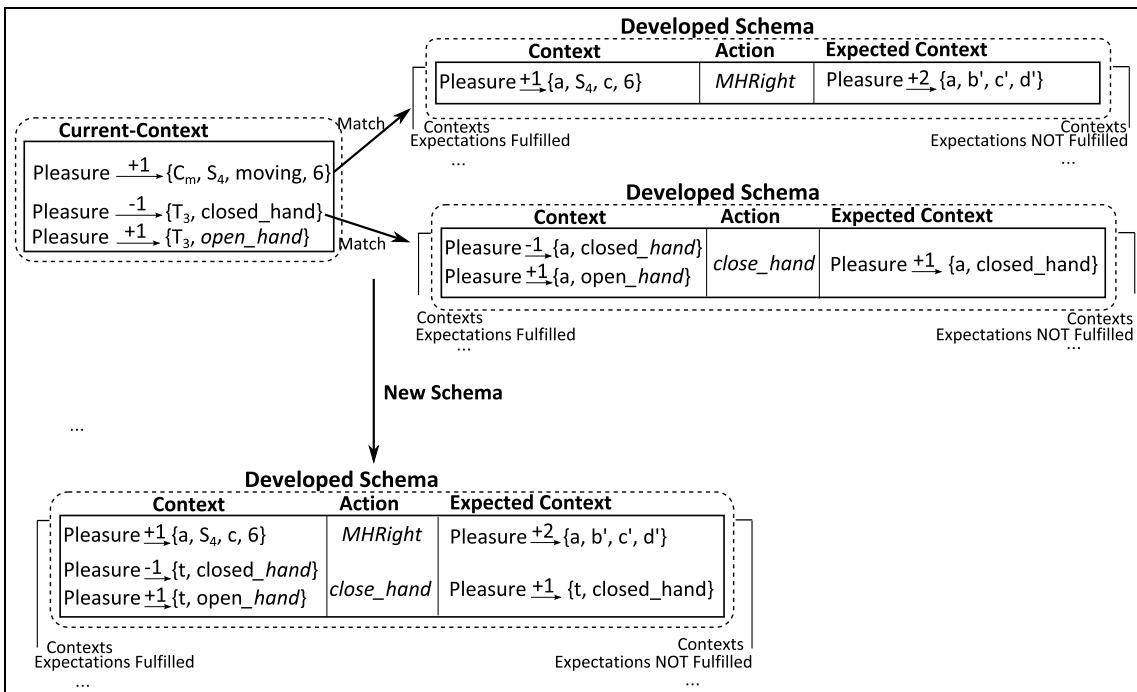 Developed Schema
Context Action Expected Context
Pleasure +1 {a, S4, c, 6} MHRight Pleasure +2 {a, b', c', d'}
Contexts
Expectations Fulfilled
...
Contexts
Expectations NOT Fulfilled
...
Current-Context
Pleasure +1 {Cm, S4, moving, 6}
Pleasure -1 {T3, closed_hand}
Pleasure +1 {T3, open_hand}
Match
Match
Developed Schema
Context Action Expected Context
Pleasure -1 {a, closed_hand}
Pleasure +1 {a, open_hand}
close_hand
Pleasure +1 {a, closed_hand}
Contexts
Expectations Fulfilled
...
Contexts
Expectations NOT Fulfilled
...
New Schema
...
Developed Schema
Context Action Expected Context
Pleasure +1 {a, S4, c, 6} MHRight Pleasure +2 {a, b', c', d'}
Pleasure -1 {t, closed_hand}
Pleasure +1 {t, open_hand}
close_hand
Pleasure +1 {t, closed_hand}
Contexts
Expectations Fulfilled
...
Contexts
Expectations NOT Fulfilled
...